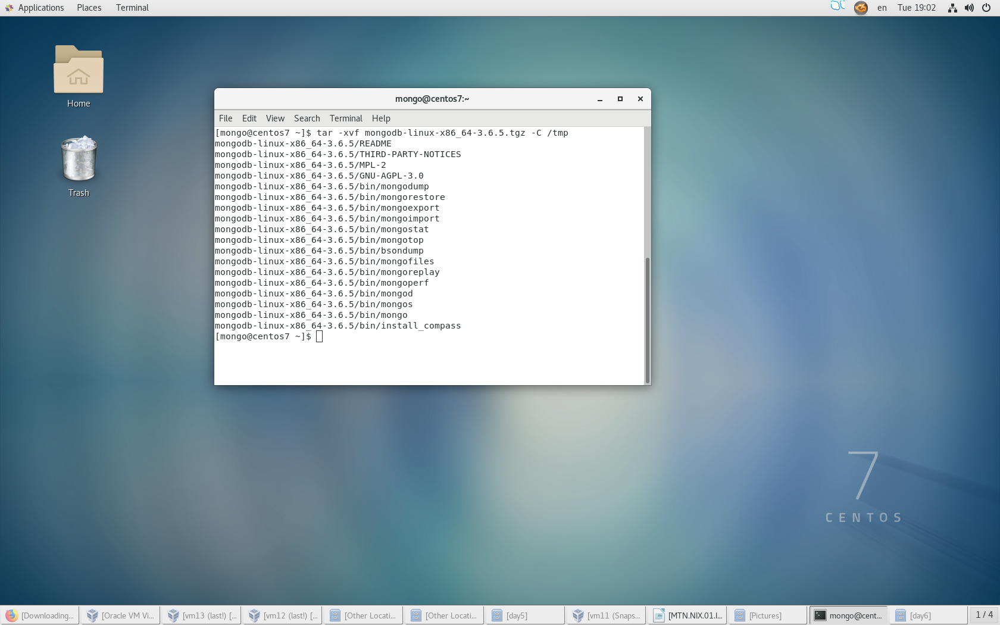 Applications Places Terminal en Tue 19:02
Home
Trash
mongo@centos7:~
File Edit View Search Terminal Help
[mongo@centos7 ~]$ tar -xvf mongodb-linux-x86_64-3.6.5.tgz -C /tmp
mongodb-linux-x86_64-3.6.5/README
mongodb-linux-x86_64-3.6.5/THIRD-PARTY-NOTICES
mongodb-linux-x86_64-3.6.5/MPL-2
mongodb-linux-x86_64-3.6.5/GNU-AGPL-3.0
mongodb-linux-x86_64-3.6.5/bin/mongodump
mongodb-linux-x86_64-3.6.5/bin/mongorestore
mongodb-linux-x86_64-3.6.5/bin/mongoexport
mongodb-linux-x86_64-3.6.5/bin/mongoimport
mongodb-linux-x86_64-3.6.5/bin/mongostat
mongodb-linux-x86_64-3.6.5/bin/mongotop
mongodb-linux-x86_64-3.6.5/bin/bsondump
mongodb-linux-x86_64-3.6.5/bin/mongofiles
mongodb-linux-x86_64-3.6.5/bin/mongoreplay
mongodb-linux-x86_64-3.6.5/bin/mongoperf
mongodb-linux-x86_64-3.6.5/bin/mongod
mongodb-linux-x86_64-3.6.5/bin/mongos
mongodb-linux-x86_64-3.6.5/bin/mongo
mongodb-linux-x86_64-3.6.5/bin/install_compass
[mongo@centos7 ~]$
7
CENTOS
[Downloading... [Oracle VM Vi... [vm13 (last!) [... [vm12 (last!) [... [Other Locati... [Other Locati... [day5] [vm11 (Snaps... [MTN.NIX.01.l... [Pictures] mongo@cent... [day6] 1 / 4